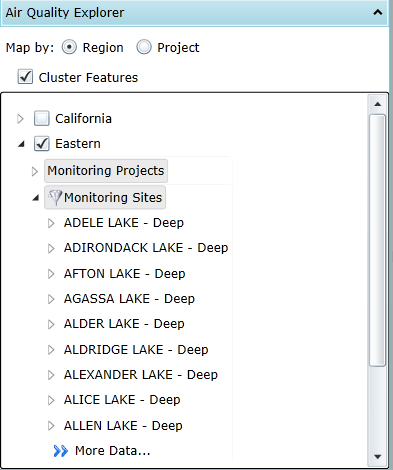 Air Quality Explorer
Map by: Region Project
Cluster Features
California
Eastern
Monitoring Projects
Monitoring Sites
ADELE LAKE - Deep
ADIRONDACK LAKE - Deep
AFTON LAKE - Deep
AGASSA LAKE - Deep
ALDER LAKE - Deep
ALDRIDGE LAKE - Deep
ALEXANDER LAKE - Deep
ALICE LAKE - Deep
ALLEN LAKE - Deep
More Data...